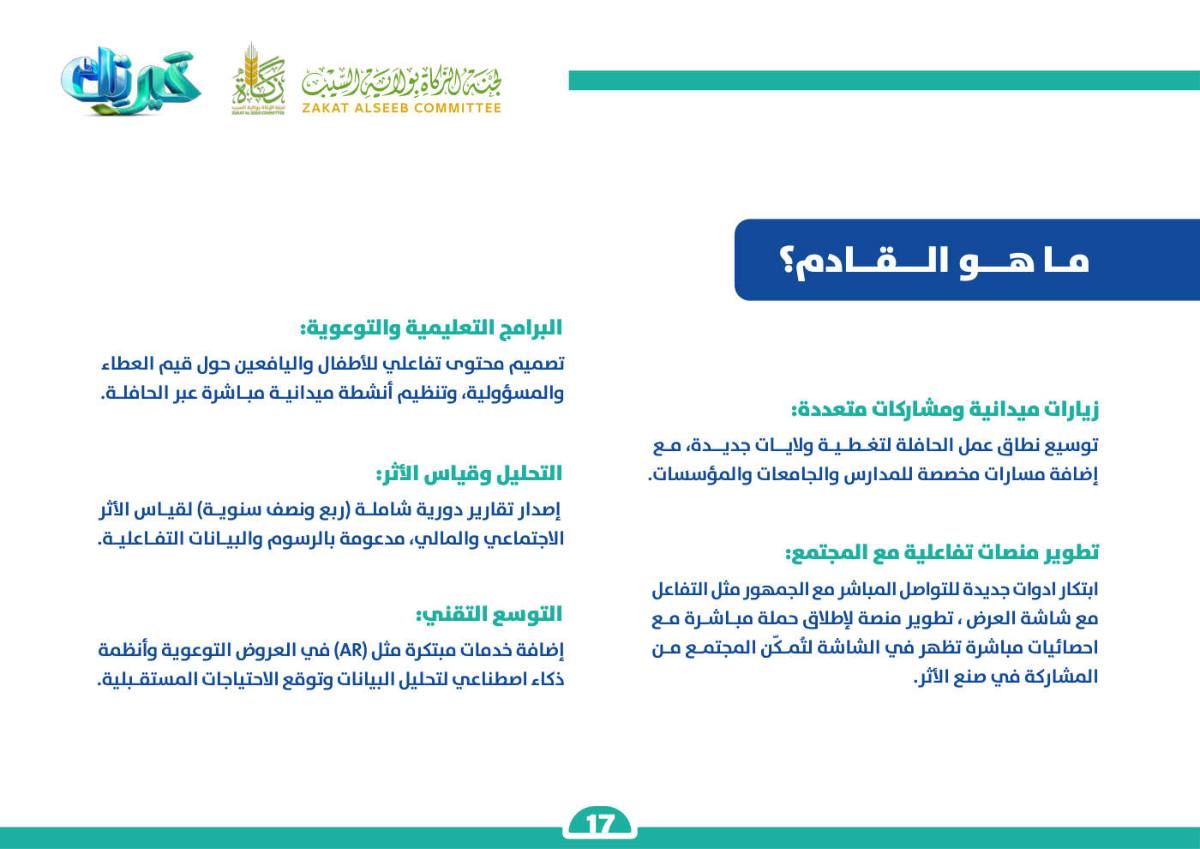 لجنة الزكاة بولاية السيب
ZAKAT ALSEEB COMMITTEE
زكاة
ما هو القادم؟
زيارات ميدانية ومشاركات متعددة:
توسيع نطاق عمل الحافلة لتغطية ولايات جديدة، مع
إضافة مسارات مخصصة للمدارس والجامعات والمؤسسات.
تطوير منصات تفاعلية مع المجتمع:
ابتكار ادوات جديدة للتواصل المباشر مع الجمهور مثل التفاعل
مع شاشة العرض ، تطوير منصة لإطلاق حملة مباشرة مع
احصائيات مباشرة تظهر في الشاشة لتُمكّن المجتمع من
المشاركة في صنع الأثر.
البرامج التعليمية والتوعوية:
تصميم محتوى تفاعلي للأطفال واليافعين حول قيم العطاء
والمسؤولية، وتنظيم أنشطة ميدانية مباشرة عبر الحافلة.
التحليل وقياس الأثر:
إصدار تقارير دورية شاملة (ربع ونصف سنوية) لقياس الأثر
الاجتماعي والمالي، مدعومة بالرسوم والبيانات التفاعلية.
التوسع التقني:
إضافة خدمات مبتكرة مثل (AR) في العروض التوعوية وأنظمة
ذكاء اصطناعي لتحليل البيانات وتوقع الاحتياجات المستقبلية.
17